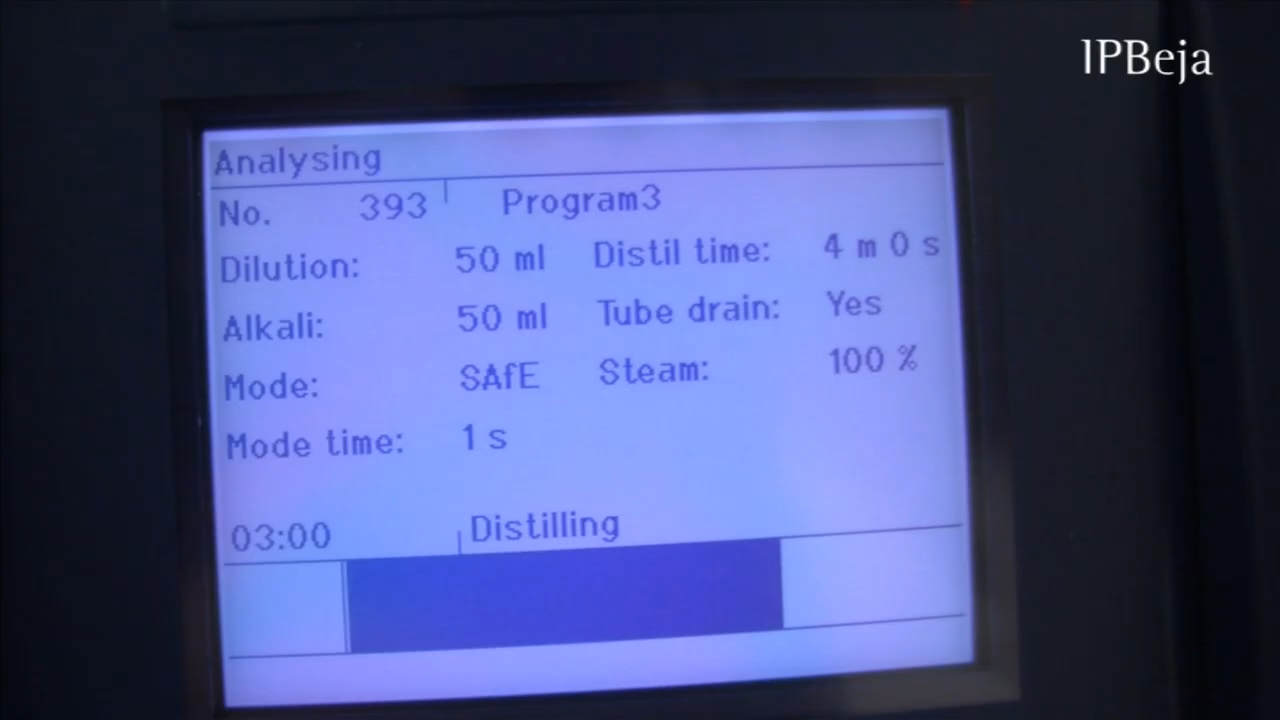 IPBeja
Analysing
No. 393 Program3
Dilution: 50 ml Distil time: 4 m 0 s
Alkali: 50 ml Tube drain: Yes
Mode: SAfE Steam: 100 %
Mode time: 1 s
03:00 Distilling